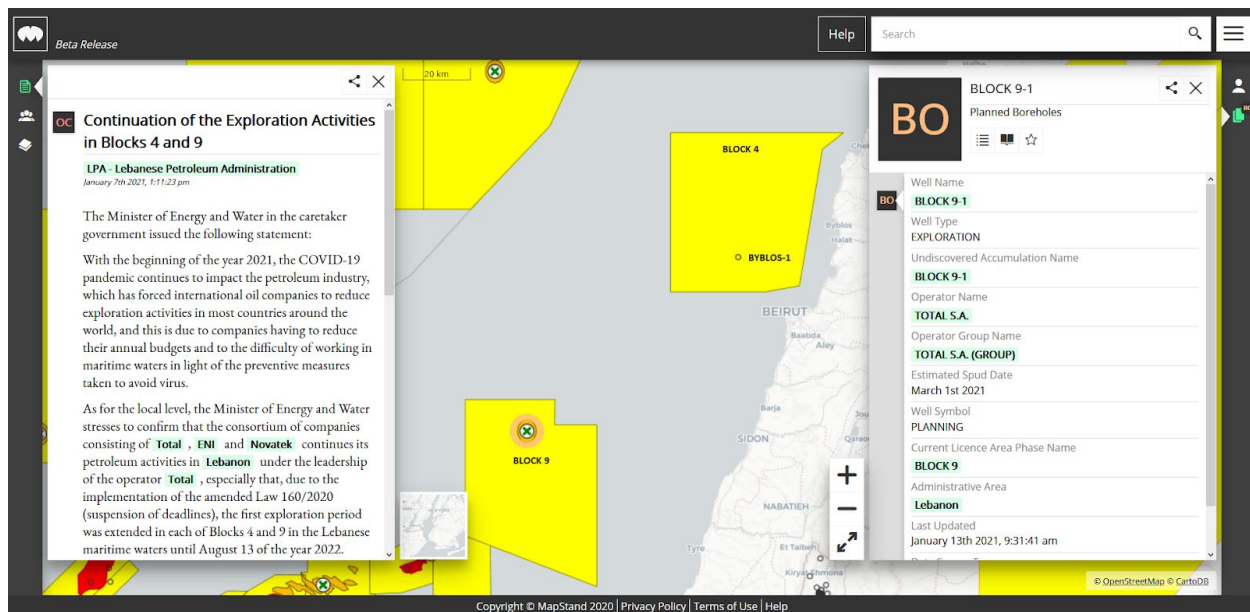 Beta Release
Help
Search
OC
Continuation of the Exploration Activities
in Blocks 4 and 9
LPA - Lebanese Petroleum Administration
January 7th 2021, 1:11:23 pm
The Minister of Energy and Water in the caretaker
government issued the following statement:
With the beginning of the year 2021, the COVID-19
pandemic continues to impact the petroleum industry,
which has forced international oil companies to reduce
exploration activities in most countries around the
world, and this is due to companies having to reduce
their annual budgets and to the difficulty of working in
maritime waters in light of the preventive measures
taken to avoid virus.
As for the local level, the Minister of Energy and Water
stresses to confirm that the consortium of companies
consisting of Total , ENI and Novatek continues its
petroleum activities in Lebanon under the leadership
of the operator Total , especially that, due to the
implementation of the amended Law 160/2020
(suspension of deadlines), the first exploration period
was extended in each of Blocks 4 and 9 in the Lebanese
maritime waters until August 13 of the year 2022.
20 km
BLOCK 4
BYBLOS-1
Byblos
Halat
BEIRUT
Baabda
Aley
Barja
SIDON
BLOCK 9
NABATIEH
Tyre
Et Taibeh
Kiryat Shmona
BO
BLOCK 9-1
Planned Boreholes
BO
Well Name
BLOCK 9-1
Well Type
EXPLORATION
Undiscovered Accumulation Name
BLOCK 9-1
Operator Name
TOTAL S.A.
Operator Group Name
TOTAL S.A. (GROUP)
Estimated Spud Date
March 1st 2021
Well Symbol
PLANNING
Current Licence Area Phase Name
BLOCK 9
Administrative Area
Lebanon
Last Updated
January 13th 2021, 9:31:41 am
© OpenStreetMap © CartoDB
Copyright © MapStand 2020 | Privacy Policy | Terms of Use | Help